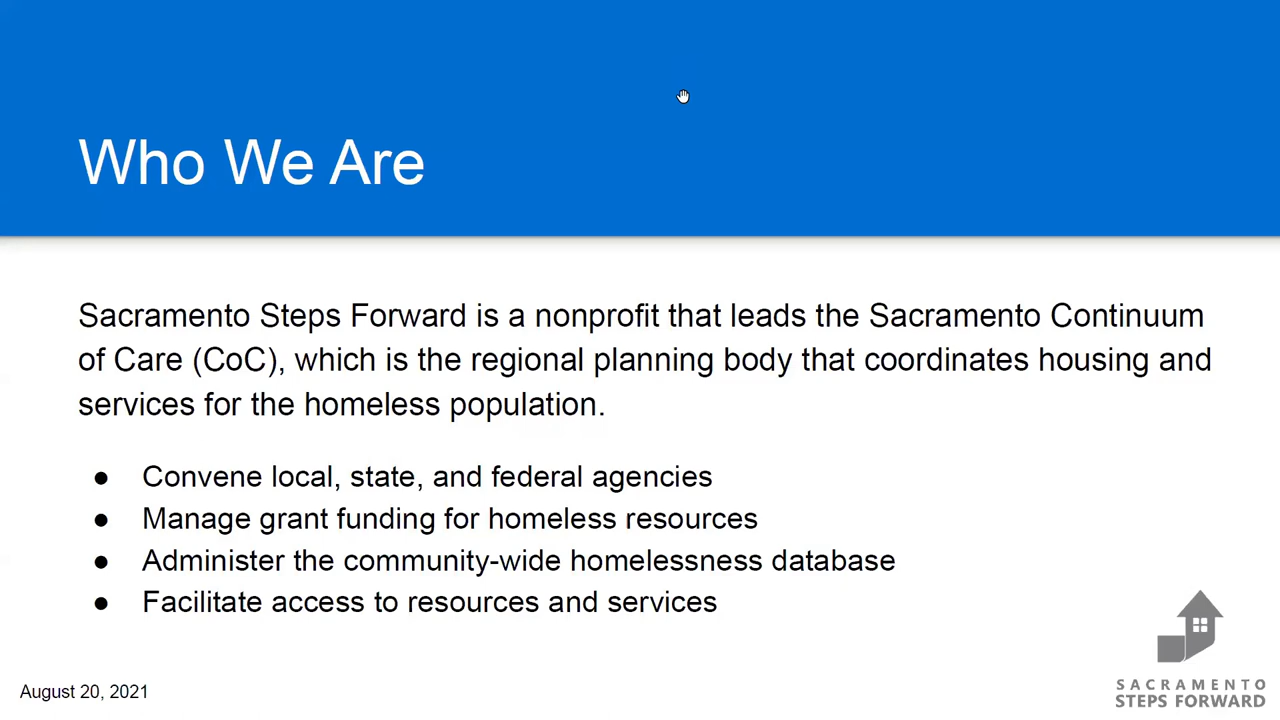 Who We Are
Sacramento Steps Forward is a nonprofit that leads the Sacramento Continuum
of Care (CoC), which is the regional planning body that coordinates housing and
services for the homeless population.
● Convene local, state, and federal agencies
● Manage grant funding for homeless resources
● Administer the community-wide homelessness database
● Facilitate access to resources and services
August 20, 2021
SACRAMENTO
STEPS FORWARD